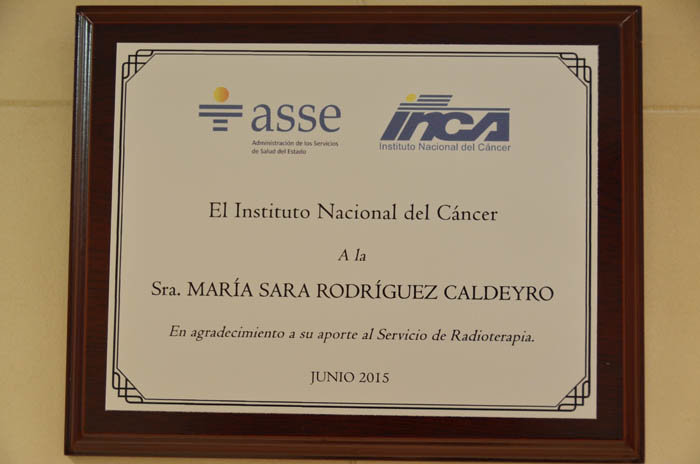 asse
Administración de los Servicios
de Salud del Estado
INCA
Instituto Nacional del Cáncer
El Instituto Nacional del Cáncer
A la
Sra. MARÍA SARA RODRÍGUEZ CALDEYRO
En agradecimiento a su aporte al Servicio de Radioterapia.
JUNIO 2015